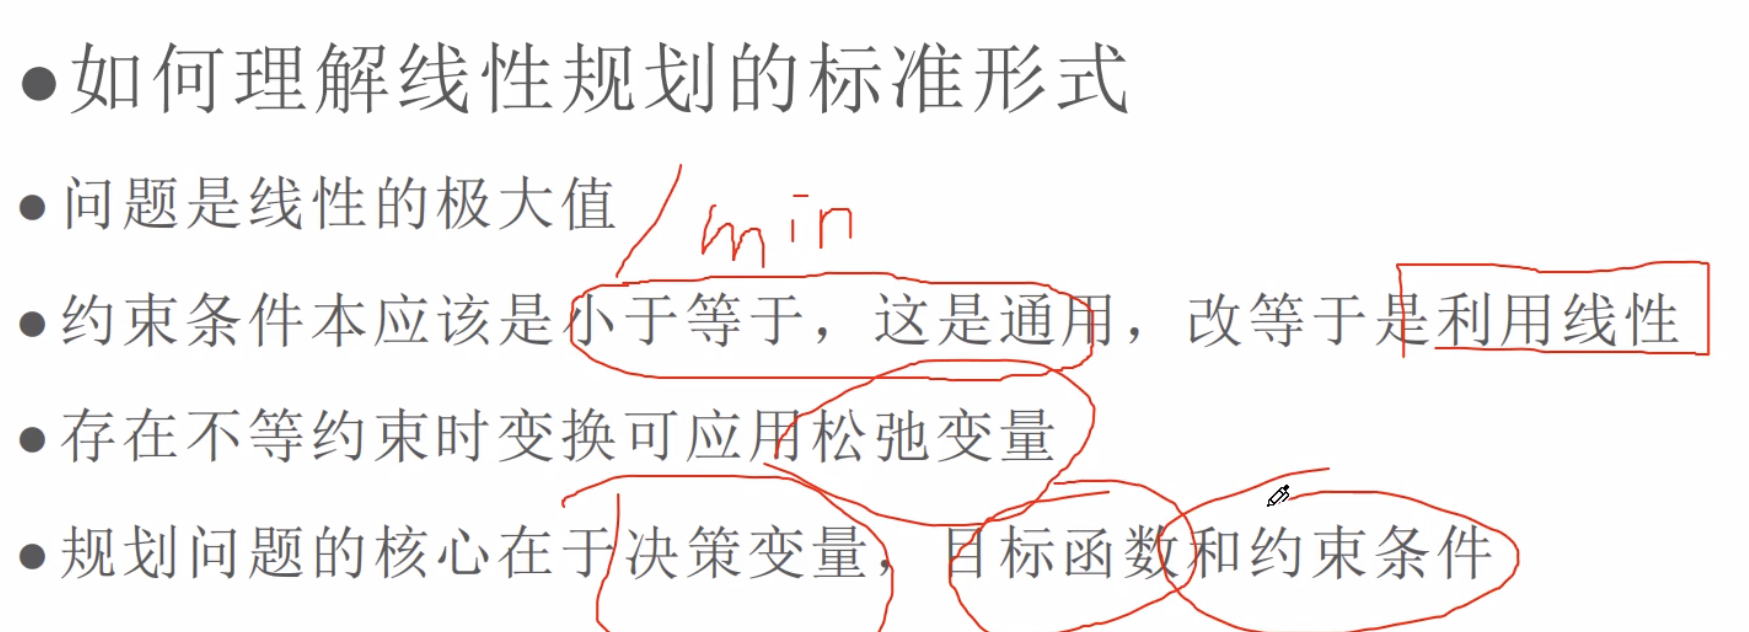 ●如何理解线性规划的标准形式
●问题是线性的极大值 / min
●约束条件本应该是小于等于，这是通用，改等于是利用线性
●存在不等约束时变换可应用松弛变量
●规划问题的核心在于决策变量，目标函数和约束条件